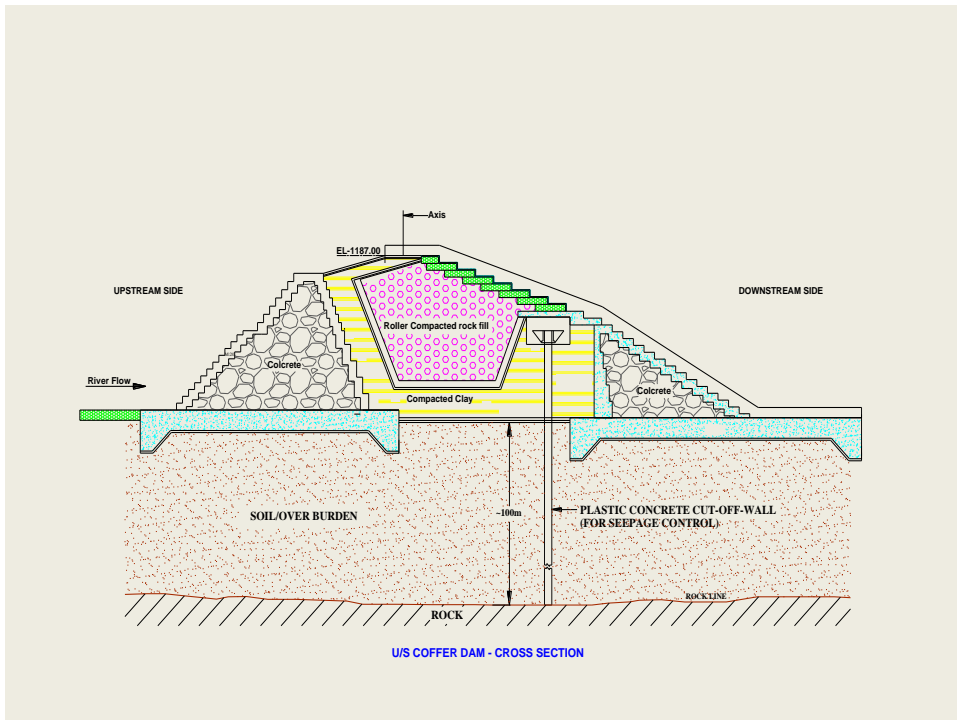 Axis
EL-1187.00
UPSTREAM SIDE
DOWNSTREAM SIDE
Roller Compacted rock fill
Colcrete
River Flow
Colcrete
Compacted Clay
SOIL/OVER BURDEN
~100m
PLASTIC CONCRETE CUT-OFF-WALL
(FOR SEEPAGE CONTROL)
ROCK LINE
ROCK
U/S COFFER DAM - CROSS SECTION